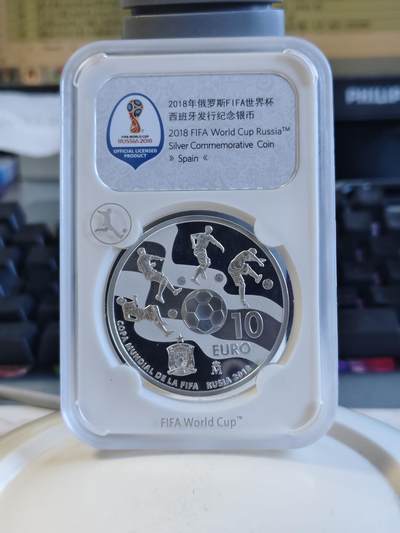 PHILIPS
2018年俄罗斯FIFA世界杯
西班牙发行纪念银币
2018 FIFA World Cup Russia™
Silver Commemorative Coin
» Spain «
FIFA WORLD CUP
RUSSIA 2018
OFFICIAL LICENSED
PRODUCT
10
EURO
COPA MUNDIAL DE LA FIFA RUSIA 2018
FIFA World Cup™